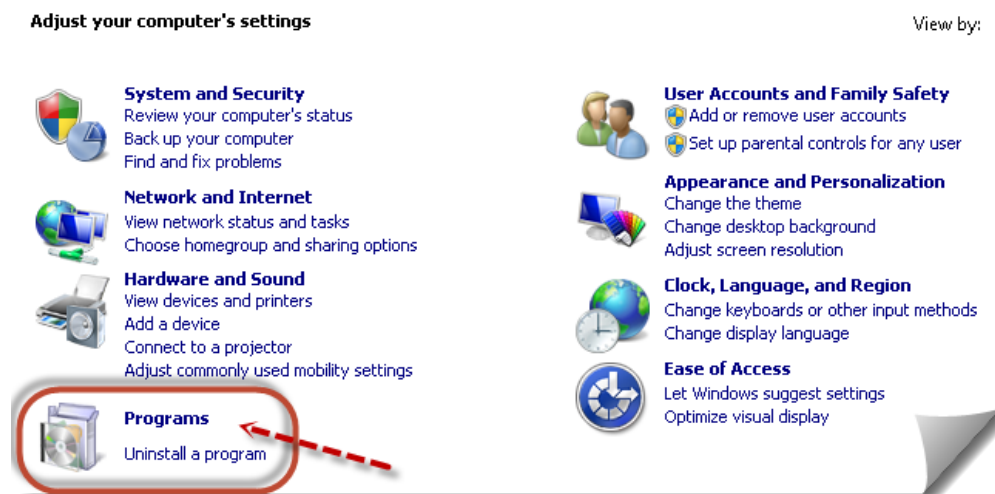 Adjust your computer's settings
View by:
System and Security
Review your computer's status
Back up your computer
Find and fix problems
Network and Internet
View network status and tasks
Choose homegroup and sharing options
Hardware and Sound
View devices and printers
Add a device
Connect to a projector
Adjust commonly used mobility settings
Programs
Uninstall a program
User Accounts and Family Safety
Add or remove user accounts
Set up parental controls for any user
Appearance and Personalization
Change the theme
Change desktop background
Adjust screen resolution
Clock, Language, and Region
Change keyboards or other input methods
Change display language
Ease of Access
Let Windows suggest settings
Optimize visual display